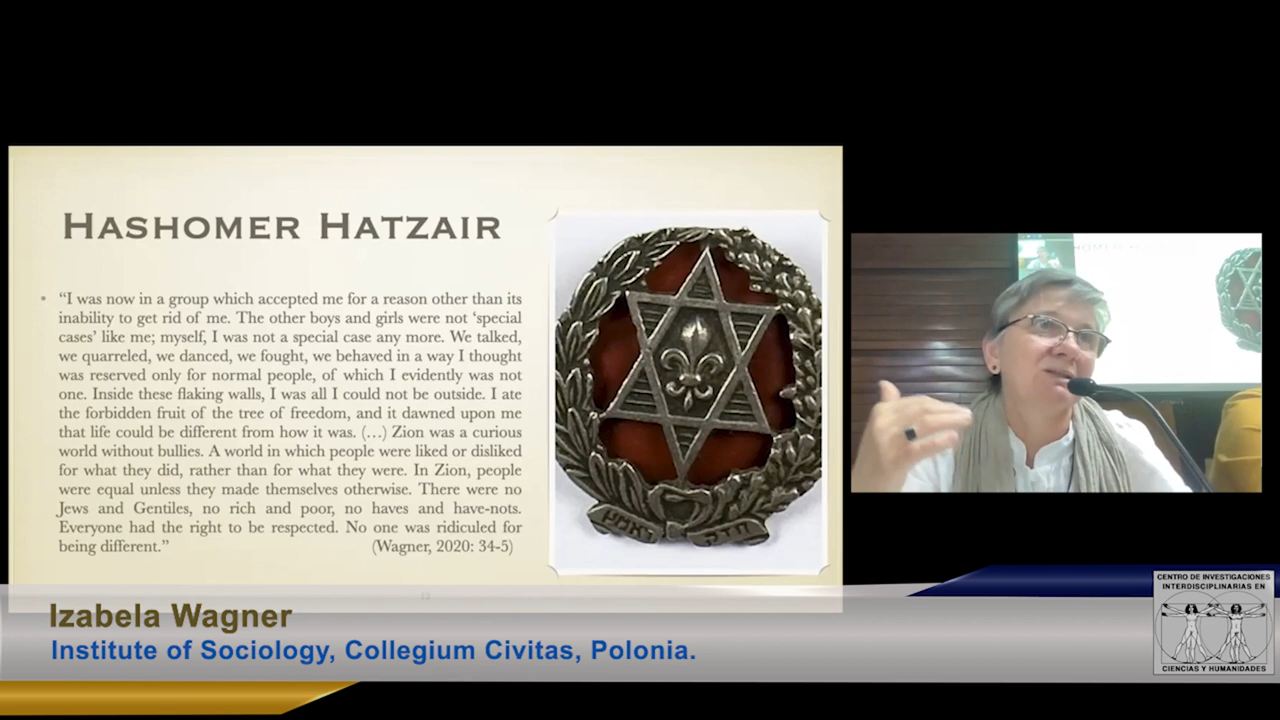 HASHOMER HATZAIR
• “I was now in a group which accepted me for a reason other than its
inability to get rid of me. The other boys and girls were not ‘special
cases’ like me; myself, I was not a special case any more. We talked,
we quarreled, we danced, we fought, we behaved in a way I thought
was reserved only for normal people, of which I evidently was not
one. Inside these flaking walls, I was all I could not be outside. I ate
the forbidden fruit of the tree of freedom, and it dawned upon me
that life could be different from how it was. (…) Zion was a curious
world without bullies. A world in which people were liked or disliked
for what they did, rather than for what they were. In Zion, people
were equal unless they made themselves otherwise. There were no
Jews and Gentiles, no rich and poor, no haves and have-nots.
Everyone had the right to be respected. No one was ridiculed for
being different.” (Wagner, 2020: 34-5)
חזק
ואמץ
Izabela Wagner
Institute of Sociology, Collegium Civitas, Polonia.
CENTRO DE INVESTIGACIONES
INTERDISCIPLINARIAS EN
CIENCIAS Y HUMANIDADES